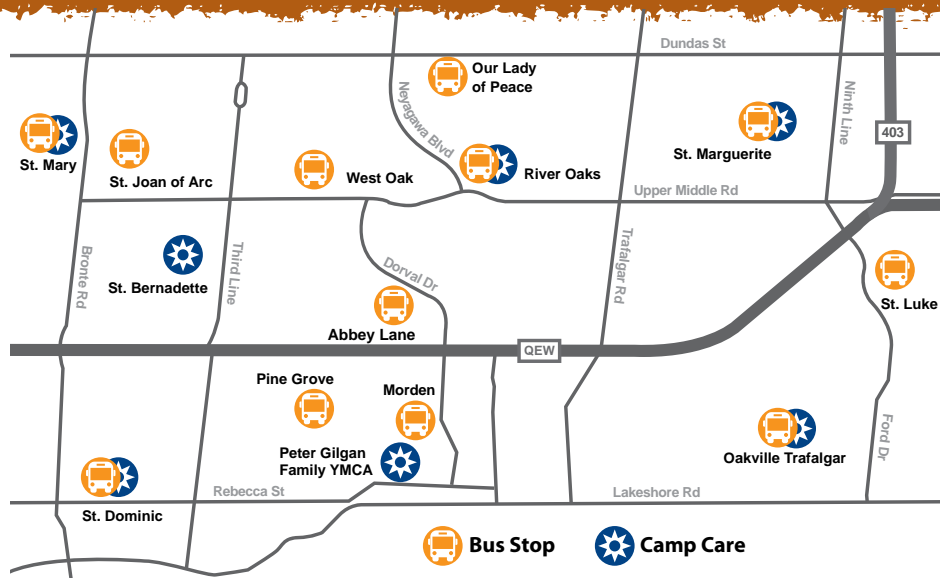 Dundas St
Our Lady
of Peace
Neyagawa Blvd
Ninth Line
403
St. Mary
St. Joan of Arc
West Oak
River Oaks
St. Marguerite
Upper Middle Rd
Bronte Rd
Third Line
St. Bernadette
Dorval Dr
Trafalgar Rd
St. Luke
Abbey Lane
QEW
Pine Grove
Morden
Peter Gilgan
Family YMCA
Ford Dr
Oakville Trafalgar
Rebecca St
Lakeshore Rd
St. Dominic
Bus Stop
Camp Care